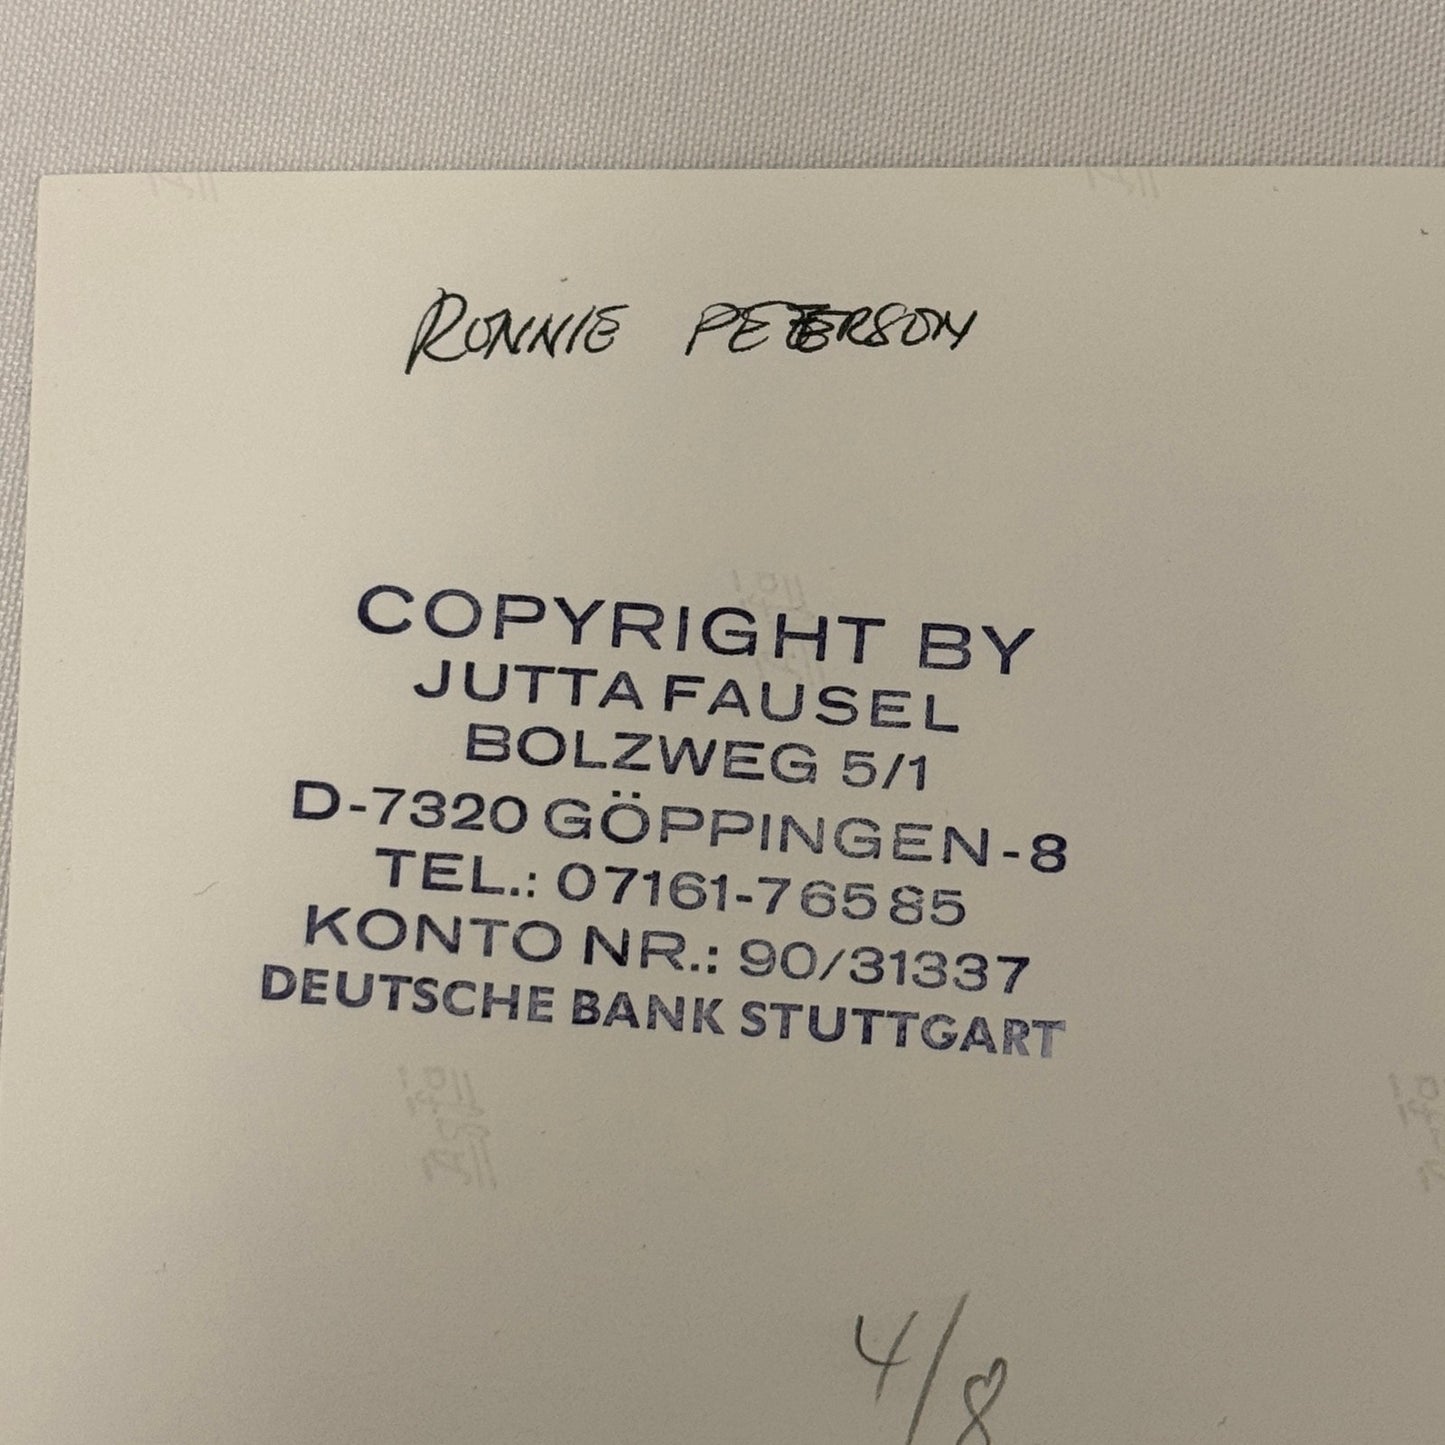 RONNIE PETERSON
COPYRIGHT BY
JUTTA FAUSEL
BOLZWEG 5/1
D-7320 GÖPPINGEN-8
TEL.: 07161-76585
KONTO NR.: 90/31337
DEUTSCHE BANK STUTTGART
4/8